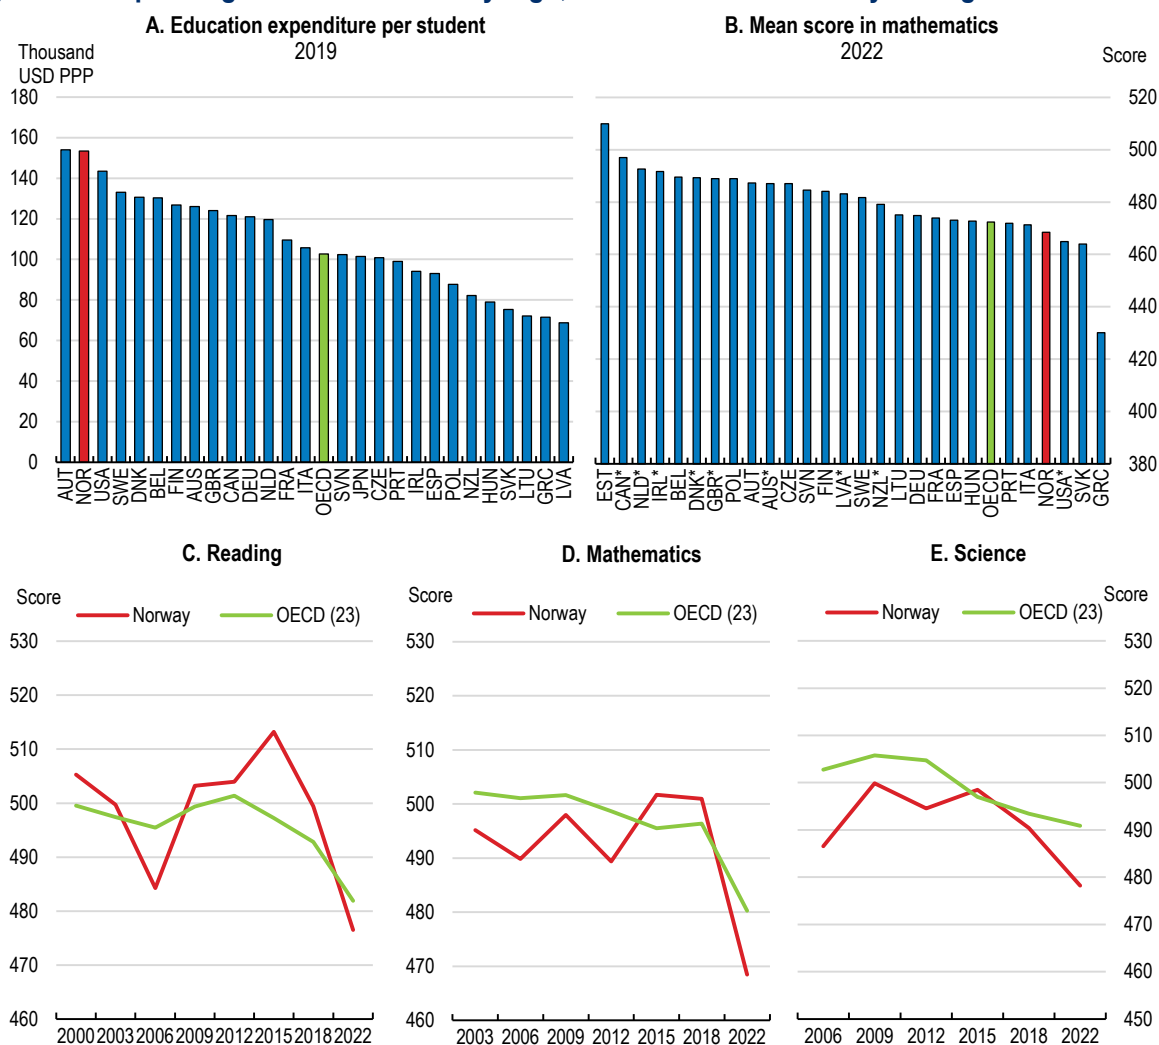 A. Education expenditure per student
2019
Thousand
USD PPP
180
160
140
120
100
80
60
40
20
0
AUT NOR USA SWE DNK BEL FIN AUS GBR CAN DEU NLD FRA ITA OECD SVN JPN CZE PRT IRL ESP POL NZL HUN SVK LTU GRC LVA
B. Mean score in mathematics
2022
Score
520
500
480
460
440
420
400
380
EST CAN* NLD* IRL* BEL DNK* GBR* POL AUT AUS* CZE SVN FIN LVA* SWE NZL* LTU DEU FRA ESP HUN OECD PRT ITA NOR USA* SVK GRC
C. Reading
Score
Norway OECD (23)
530
520
510
500
490
480
470
460
2000 2003 2006 2009 2012 2015 2018 2022
D. Mathematics
Score
Norway OECD (23)
530
520
510
500
490
480
470
460
2003 2006 2009 2012 2015 2018 2022
E. Science
Score
Norway OECD (23)
530
520
510
500
490
480
470
460
450
2006 2009 2012 2015 2018 2022